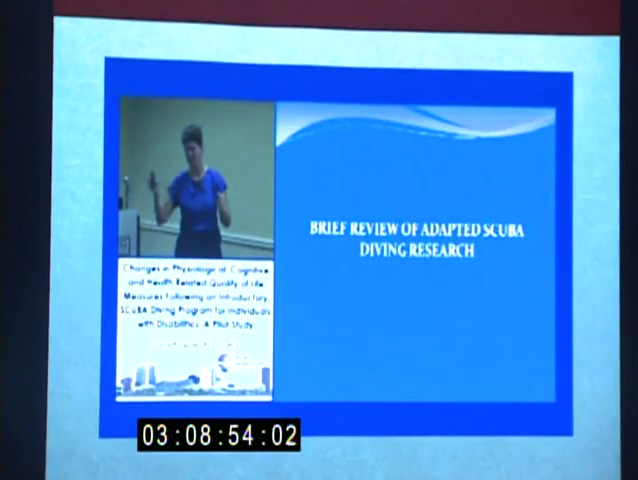 BRIEF REVIEW OF ADAPTED SCUBA
DIVING RESEARCH
Changes in Physiological, Cognitive
and Health Related Quality of Life
Measures Following an Introductory
SCUBA Diving Program for Individuals
with Disabilities: A Pilot Study
03:08:54:02